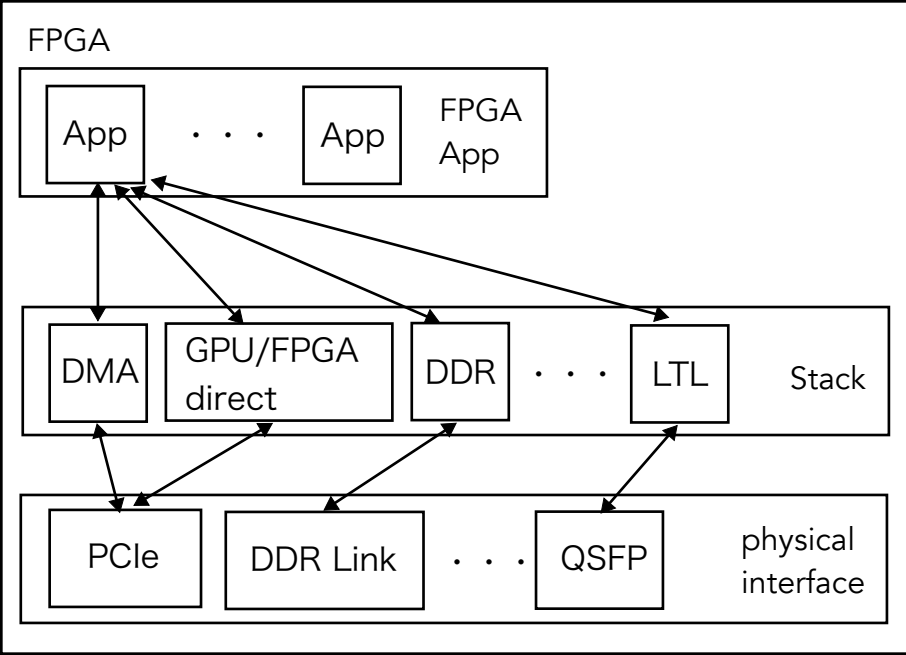 FPGA
App
· · ·
App
FPGA
App
DMA
GPU/FPGA
direct
DDR
· · ·
LTL
Stack
PCIe
DDR Link
· · ·
QSFP
physical
interface